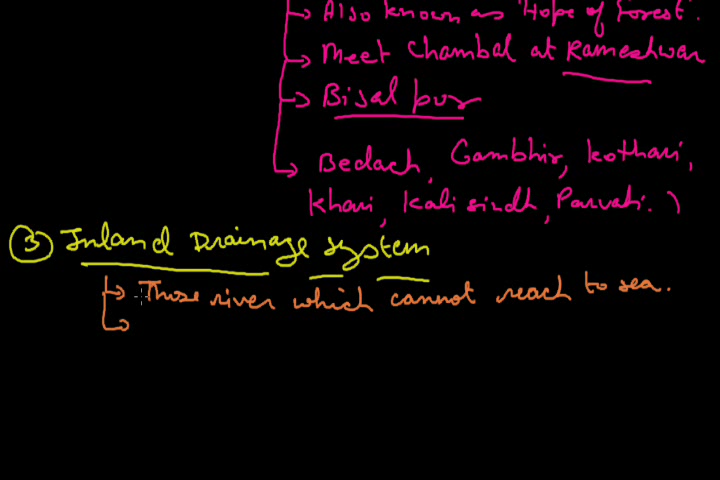 Also known as 'Hope of Forest'.
Meet Chambal at Rameshwar
Bisal pur
Bedach, Gambhir, kothari,
khari, kali sindh, Parvati.)
③ Inland Drainage system
Those river which cannot reach to sea.